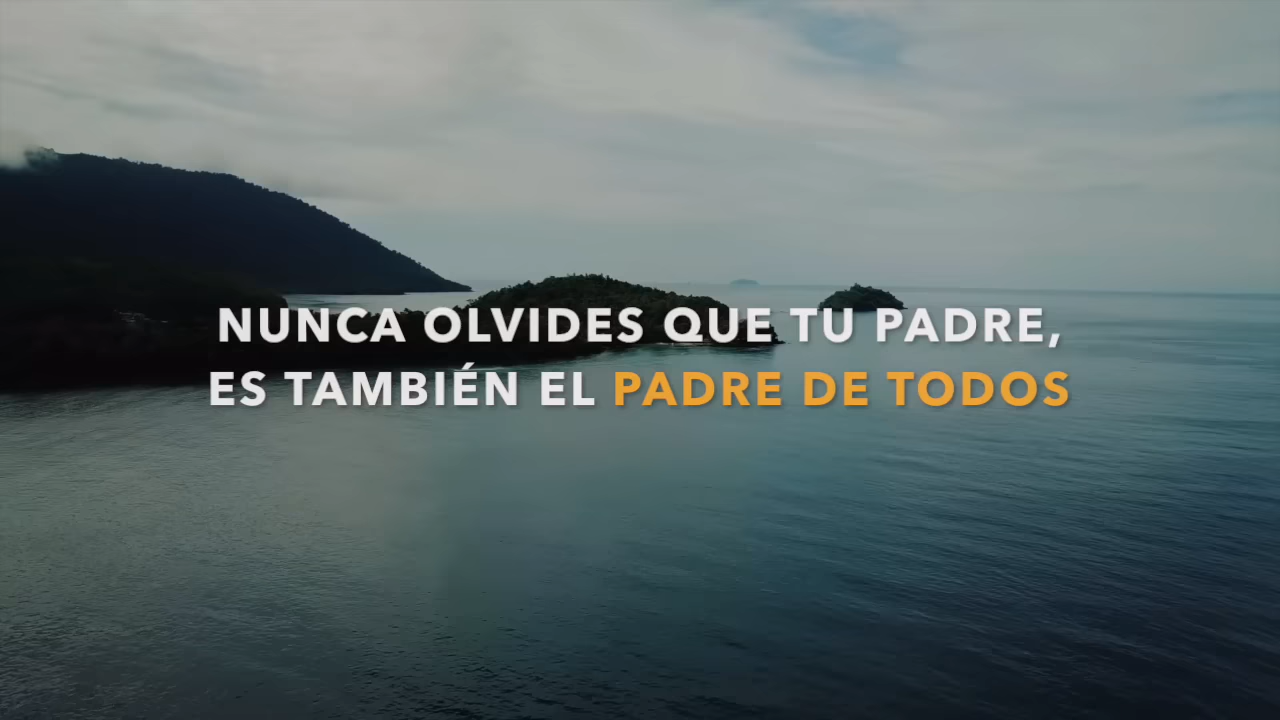 NUNCA OLVIDES QUE TU PADRE,
ES TAMBIÉN EL PADRE DE TODOS